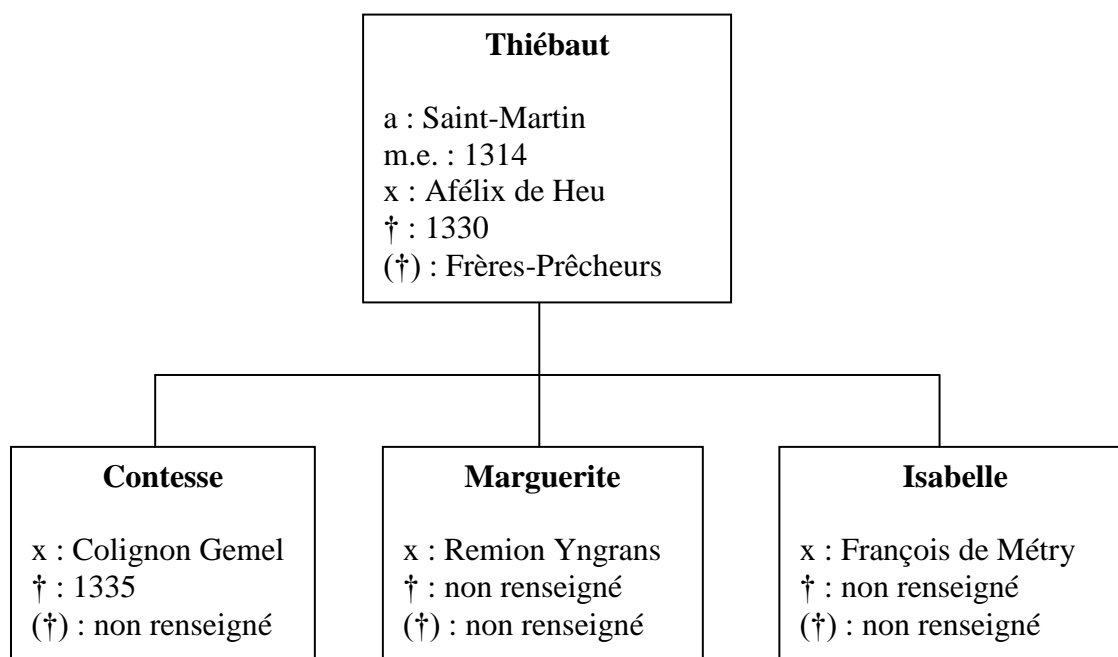 Thiébaut
a : Saint-Martin
m.e. : 1314
x : Afélix de Heu
† : 1330
(†) : Frères-Prêcheurs
Contesse
x : Colignon Gemel
† : 1335
(†) : non renseigné
Marguerite
x : Remion Yngrans
† : non renseigné
(†) : non renseigné
Isabelle
x : François de Métry
† : non renseigné
(†) : non renseigné